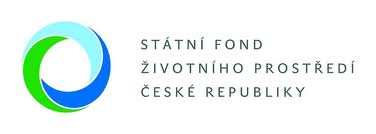 STÁTNÍ FOND
ŽIVOTNÍHO PROSTŘEDÍ
ČESKÉ REPUBLIKY